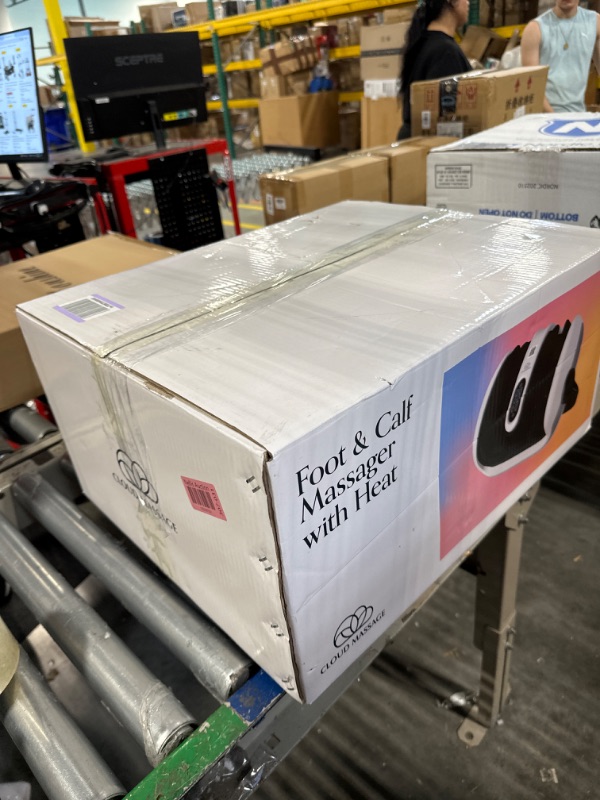 SCEPTRE
BOTTOM DO NOT OPEN
Foot & Calf
Massager
with Heat
CLOUD MASSAGE
CLOUD MASSAGE